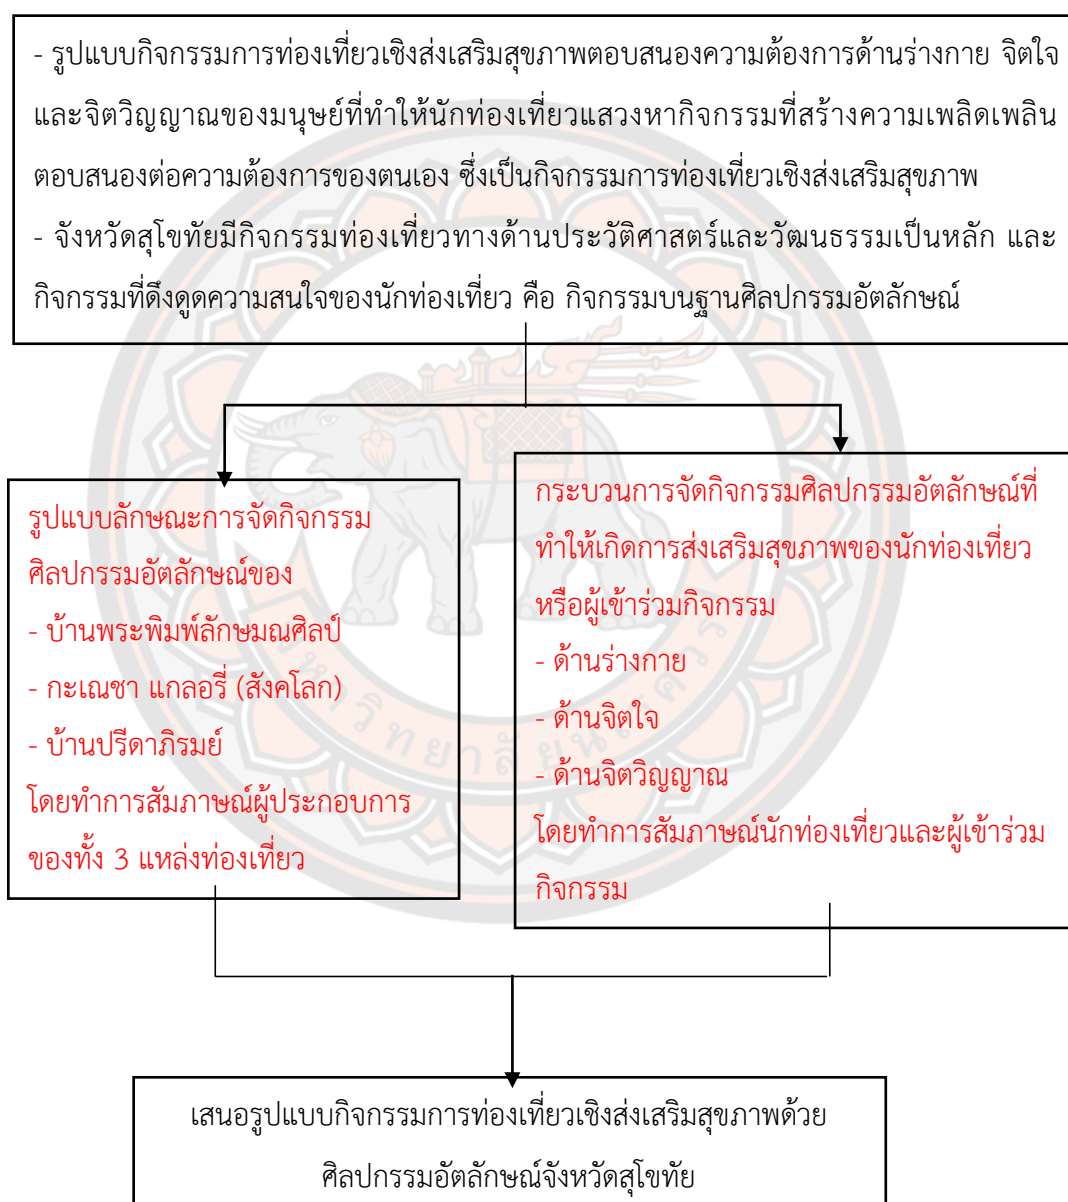 - รูปแบบกิจกรรมการท่องเที่ยวเชิงส่งเสริมสุขภาพตอบสนองความต้องการด้านร่างกาย จิตใจ
และจิตวิญญาณของมนุษย์ที่ทำให้นักท่องเที่ยวแสวงหากิจกรรมที่สร้างความเพลิดเพลิน
ตอบสนองต่อความต้องการของตนเอง ซึ่งเป็นกิจกรรมการท่องเที่ยวเชิงส่งเสริมสุขภาพ
- จังหวัดสุโขทัยมีกิจกรรมท่องเที่ยวทางด้านประวัติศาสตร์และวัฒนธรรมเป็นหลัก และ
กิจกรรมที่ดึงดูดความสนใจของนักท่องเที่ยว คือ กิจกรรมบนฐานศิลปกรรมอัตลักษณ์
รูปแบบลักษณะการจัดกิจกรรม
ศิลปกรรมอัตลักษณ์ของ
- บ้านพระพิมพ์ลักษมณศิลป์
- กะเณชา แกลอรี่ (สังคโลก)
- บ้านปรีดาภิรมย์
โดยทำการสัมภาษณ์ผู้ประกอบการ
ของทั้ง 3 แหล่งท่องเที่ยว
กระบวนการจัดกิจกรรมศิลปกรรมอัตลักษณ์ที่
ทำให้เกิดการส่งเสริมสุขภาพของนักท่องเที่ยว
หรือผู้เข้าร่วมกิจกรรม
- ด้านร่างกาย
- ด้านจิตใจ
- ด้านจิตวิญญาณ
โดยทำการสัมภาษณ์นักท่องเที่ยวและผู้เข้าร่วม
กิจกรรม
มหาวิทยาลัยนเรศวร
เสนอรูปแบบกิจกรรมการท่องเที่ยวเชิงส่งเสริมสุขภาพด้วย
ศิลปกรรมอัตลักษณ์จังหวัดสุโขทัย